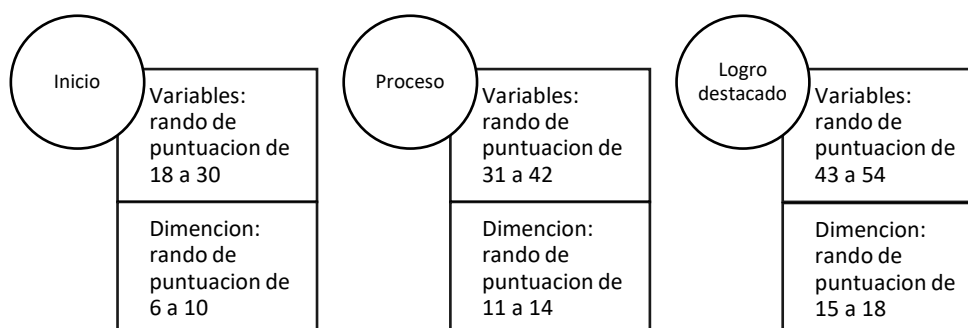 Inicio
Variables:
rando de
puntuacion de
18 a 30
Dimencion:
rando de
puntuacion de
6 a 10
Proceso
Variables:
rando de
puntuacion de
31 a 42
Dimencion:
rando de
puntuacion de
11 a 14
Logro
destacado
Variables:
rando de
puntuacion de
43 a 54
Dimencion:
rando de
puntuacion de
15 a 18